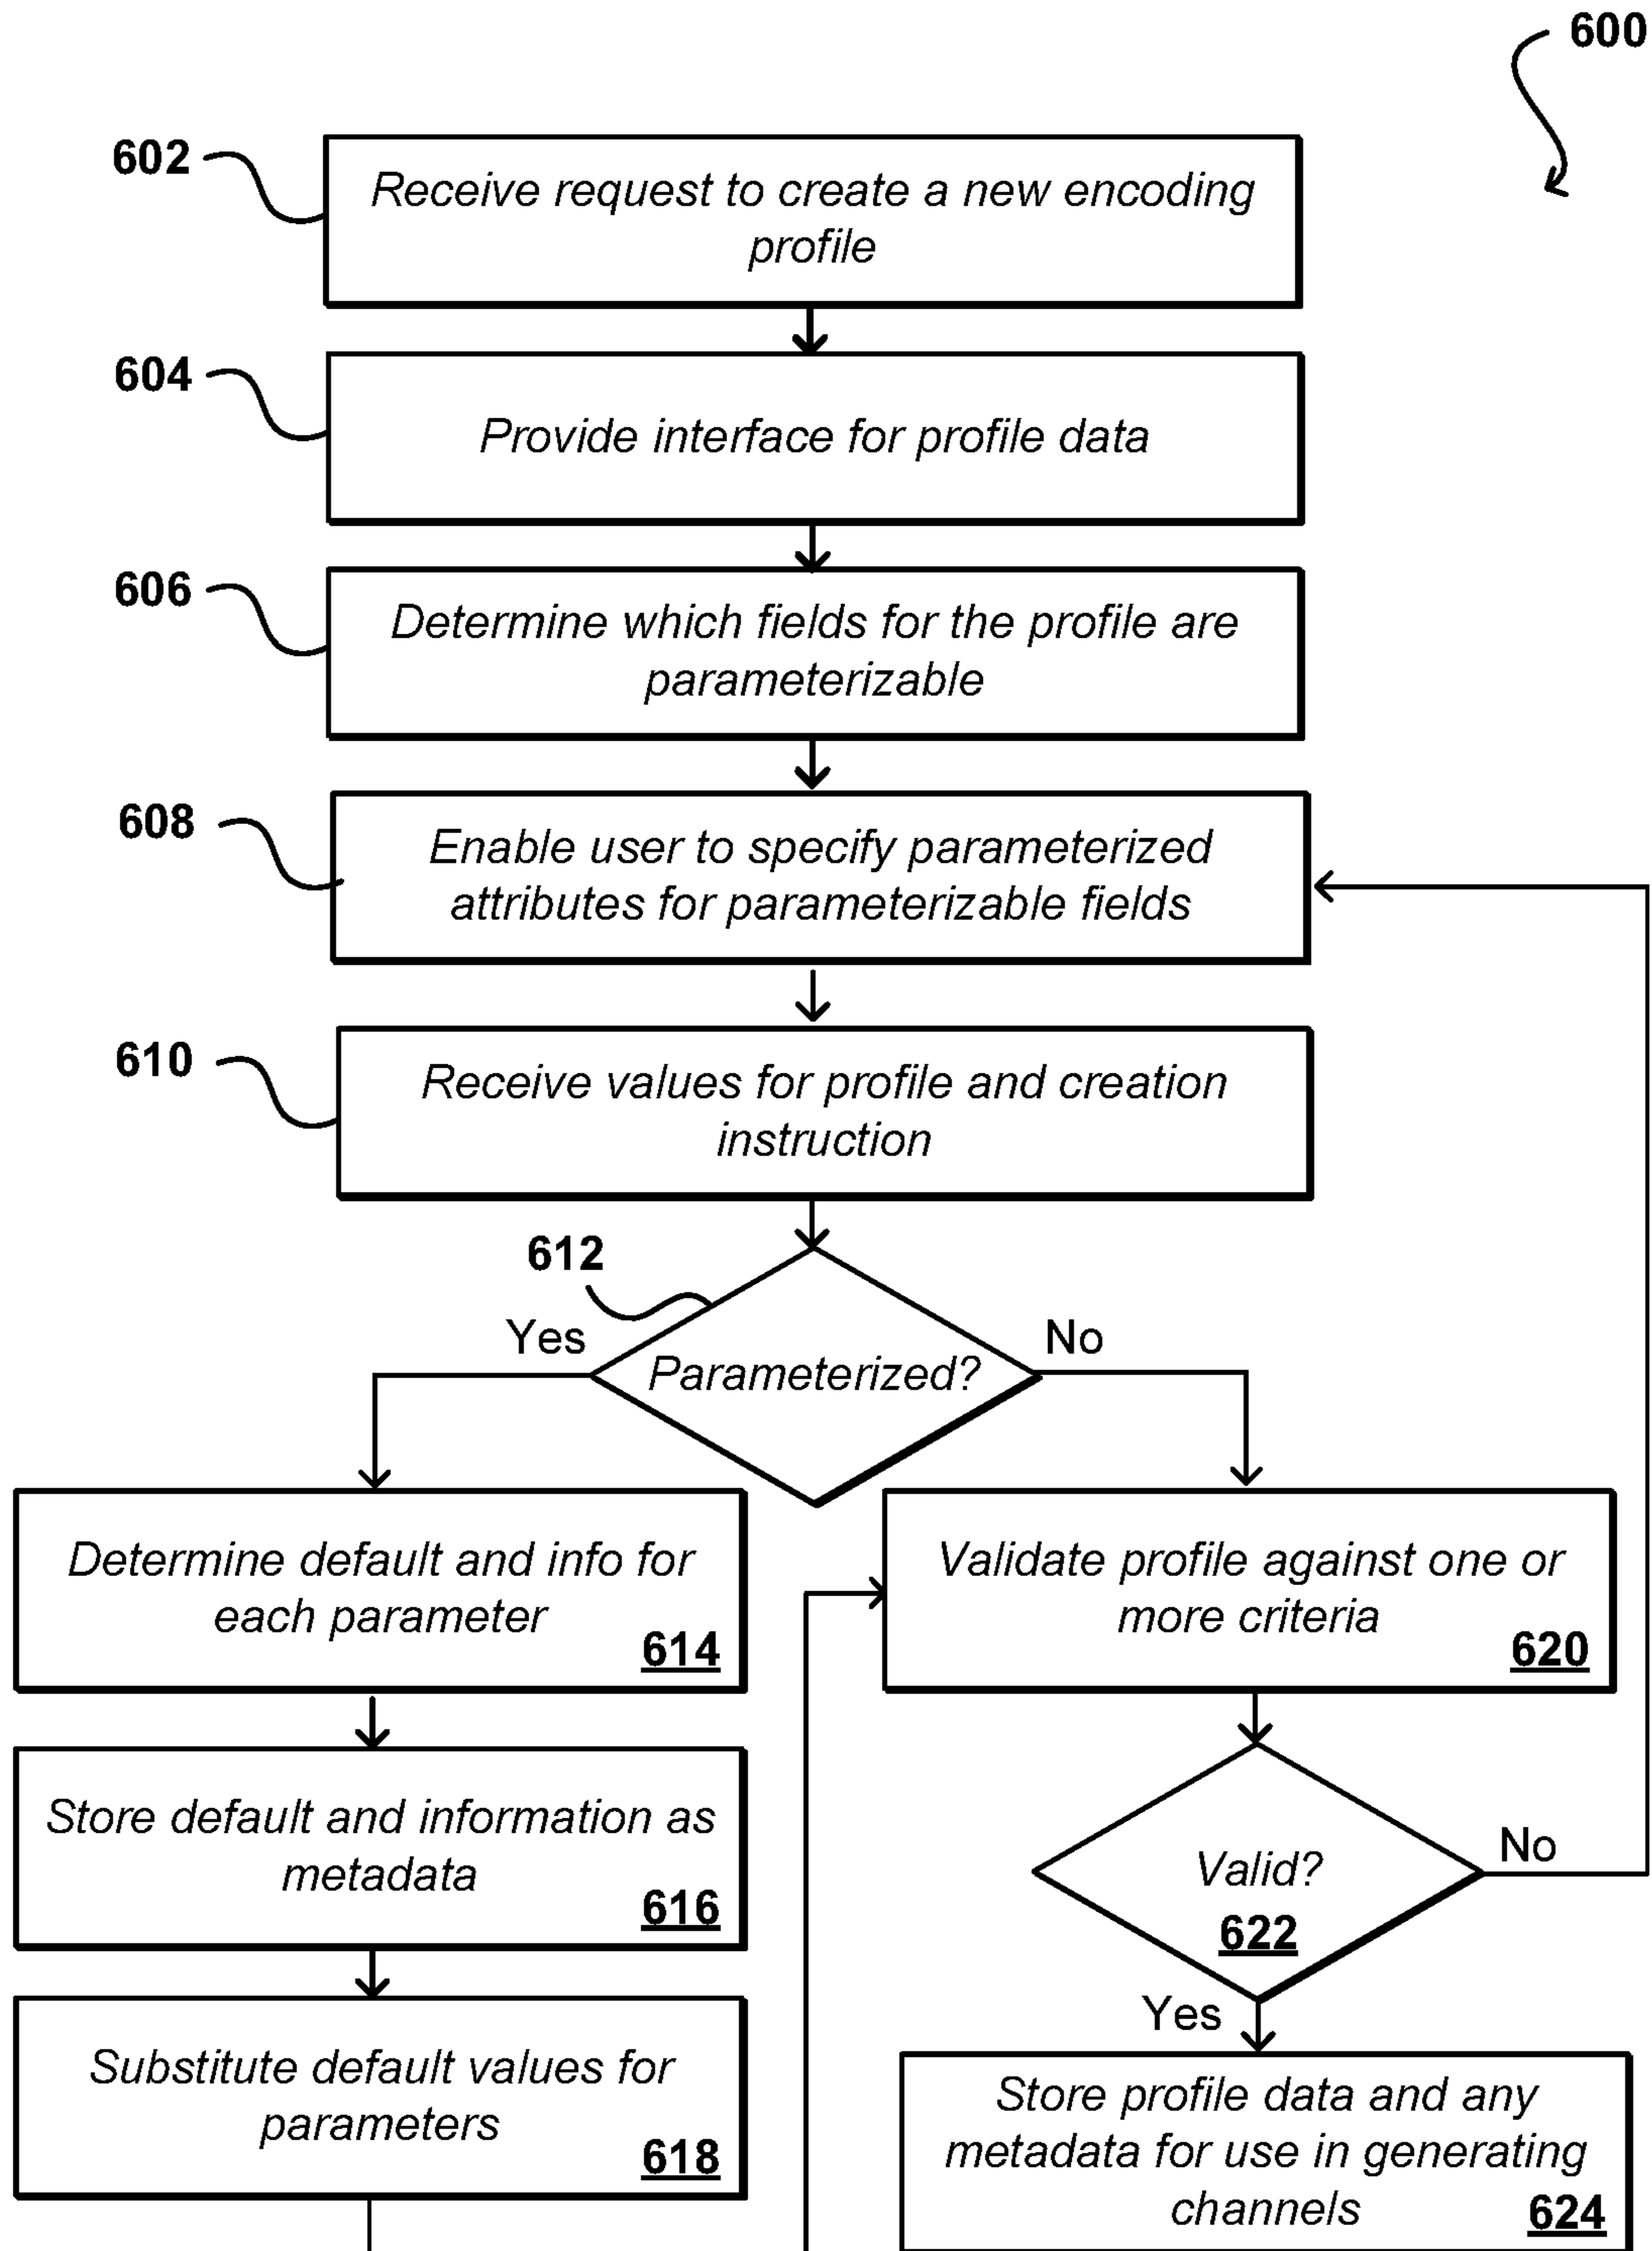 600
602
Receive request to create a new encoding
profile
604
Provide interface for profile data
606
Determine which fields for the profile are
parameterizable
608
Enable user to specify parameterized
attributes for parameterizable fields
610
Receive values for profile and creation
instruction
612
Yes
No
Parameterized?
Determine default and info for
each parameter
614
Validate profile against one or
more criteria
620
Store default and information as
metadata
616
Valid?
622
No
Yes
Substitute default values for
parameters
618
Store profile data and any
metadata for use in generating
channels
624